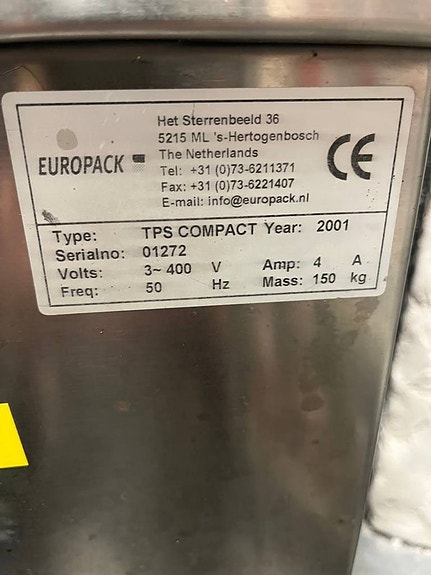 Het Sterrenbeeld 36
5215 ML 's-Hertogenbosch
The Netherlands
Tel: +31 (0)73-6211371
Fax: +31 (0)73-6221407
E-mail: info@europack.nl
EUROPACK
CE
Type: TPS COMPACT Year: 2001
Serialno: 01272
Volts: 3~ 400 V Amp: 4 A
Freq: 50 Hz Mass: 150 kg